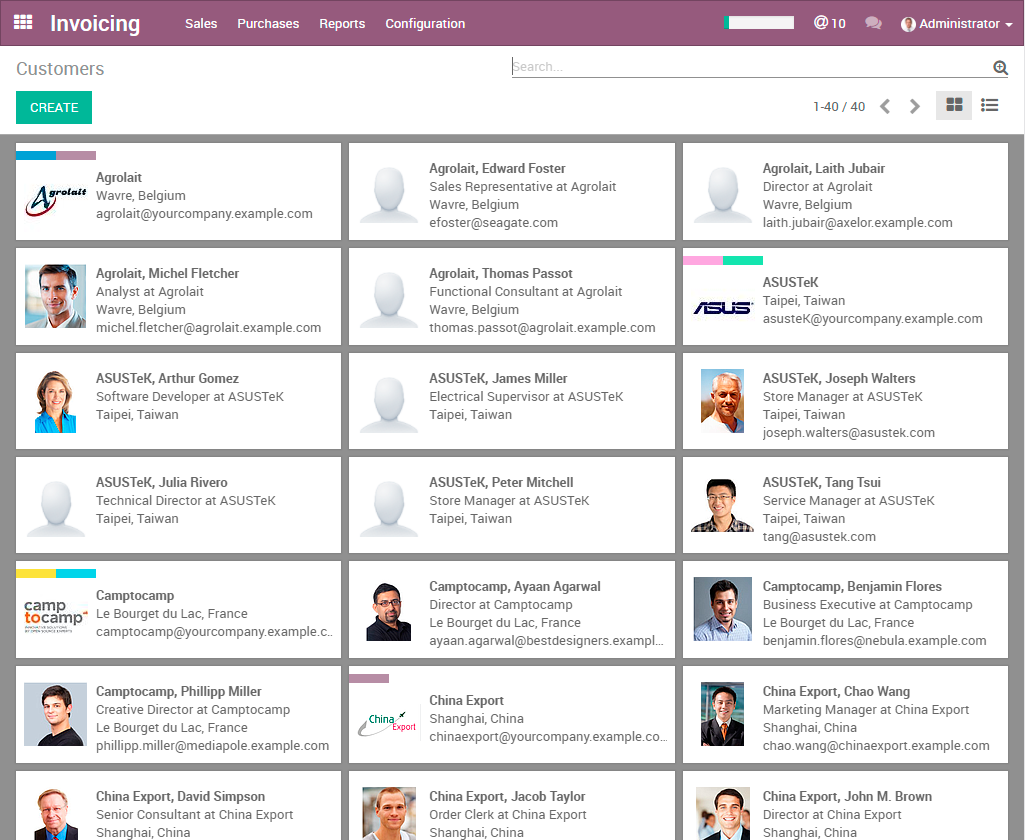 Invoicing Sales Purchases Reports Configuration @ 10 Administrator
Customers Search...
CREATE 1-40 / 40
Agrolait
Agrolait
Wavre, Belgium
agrolait@yourcompany.example.com
Agrolait, Edward Foster
Sales Representative at Agrolait
Wavre, Belgium
efoster@seagate.com
Agrolait, Laith Jubair
Director at Agrolait
Wavre, Belgium
laith.jubair@axelor.example.com
Agrolait, Michel Fletcher
Analyst at Agrolait
Wavre, Belgium
michel.fletcher@agrolait.example.com
Agrolait, Thomas Passot
Functional Consultant at Agrolait
Wavre, Belgium
thomas.passot@agrolait.example.com
ASUS
ASUSTeK
Taipei, Taiwan
asusteK@yourcompany.example.com
ASUSTeK, Arthur Gomez
Software Developer at ASUSTeK
Taipei, Taiwan
ASUSTeK, James Miller
Electrical Supervisor at ASUSTeK
Taipei, Taiwan
ASUSTeK, Joseph Walters
Store Manager at ASUSTeK
Taipei, Taiwan
joseph.walters@asustek.com
ASUSTeK, Julia Rivero
Technical Director at ASUSTeK
Taipei, Taiwan
ASUSTeK, Peter Mitchell
Store Manager at ASUSTeK
Taipei, Taiwan
ASUSTeK, Tang Tsui
Service Manager at ASUSTeK
Taipei, Taiwan
tang@asustek.com
camp
tocamp
INNOVATIVE SOLUTIONS
BY OPEN SOURCE EXPERTS
Camptocamp
Le Bourget du Lac, France
camptocamp@yourcompany.example.c...
Camptocamp, Ayaan Agarwal
Director at Camptocamp
Le Bourget du Lac, France
ayaan.agarwal@bestdesigners.exampl...
Camptocamp, Benjamin Flores
Business Executive at Camptocamp
Le Bourget du Lac, France
benjamin.flores@nebula.example.com
Camptocamp, Phillipp Miller
Creative Director at Camptocamp
Le Bourget du Lac, France
phillipp.miller@mediapole.example.com
China
Export
China Export
Shanghai, China
chinaexport@yourcompany.example.co...
China Export, Chao Wang
Marketing Manager at China Export
Shanghai, China
chao.wang@chinaexport.example.com
China Export, David Simpson
Senior Consultant at China Export
Shanghai, China
China Export, Jacob Taylor
Order Clerk at China Export
Shanghai, China
China Export, John M. Brown
Director at China Export
Shanghai, China